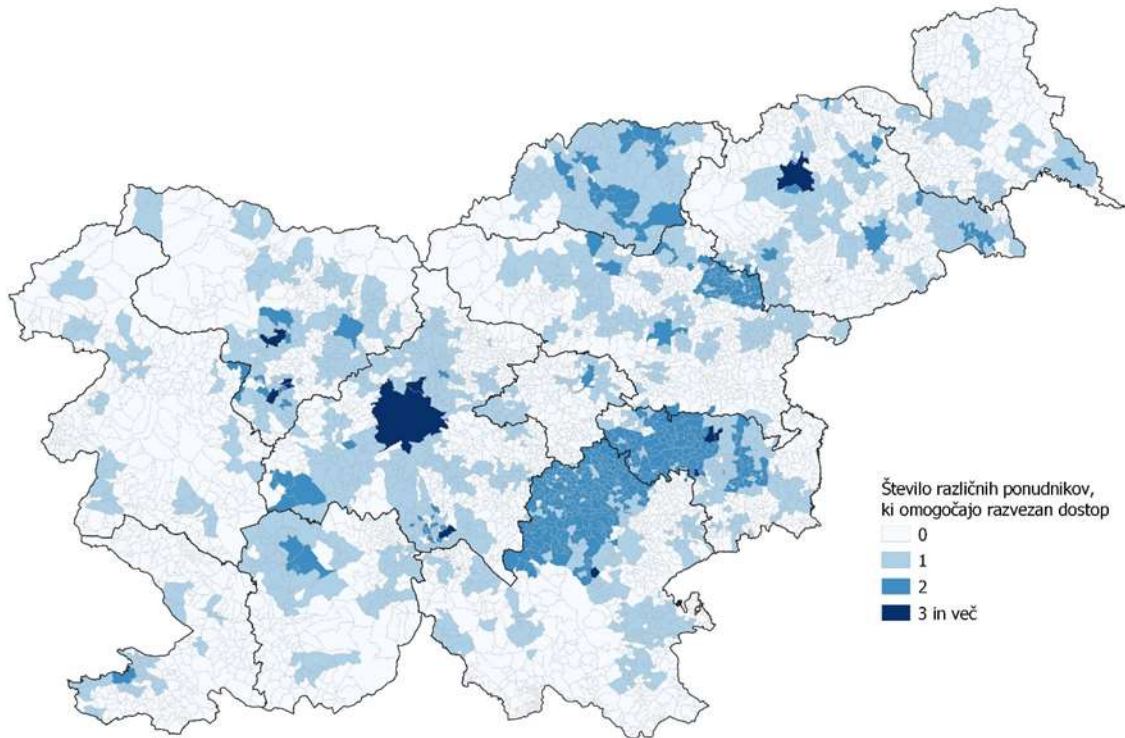 Število različnih ponudnikov,
ki omogočajo razvezan dostop
0
1
2
3 in več